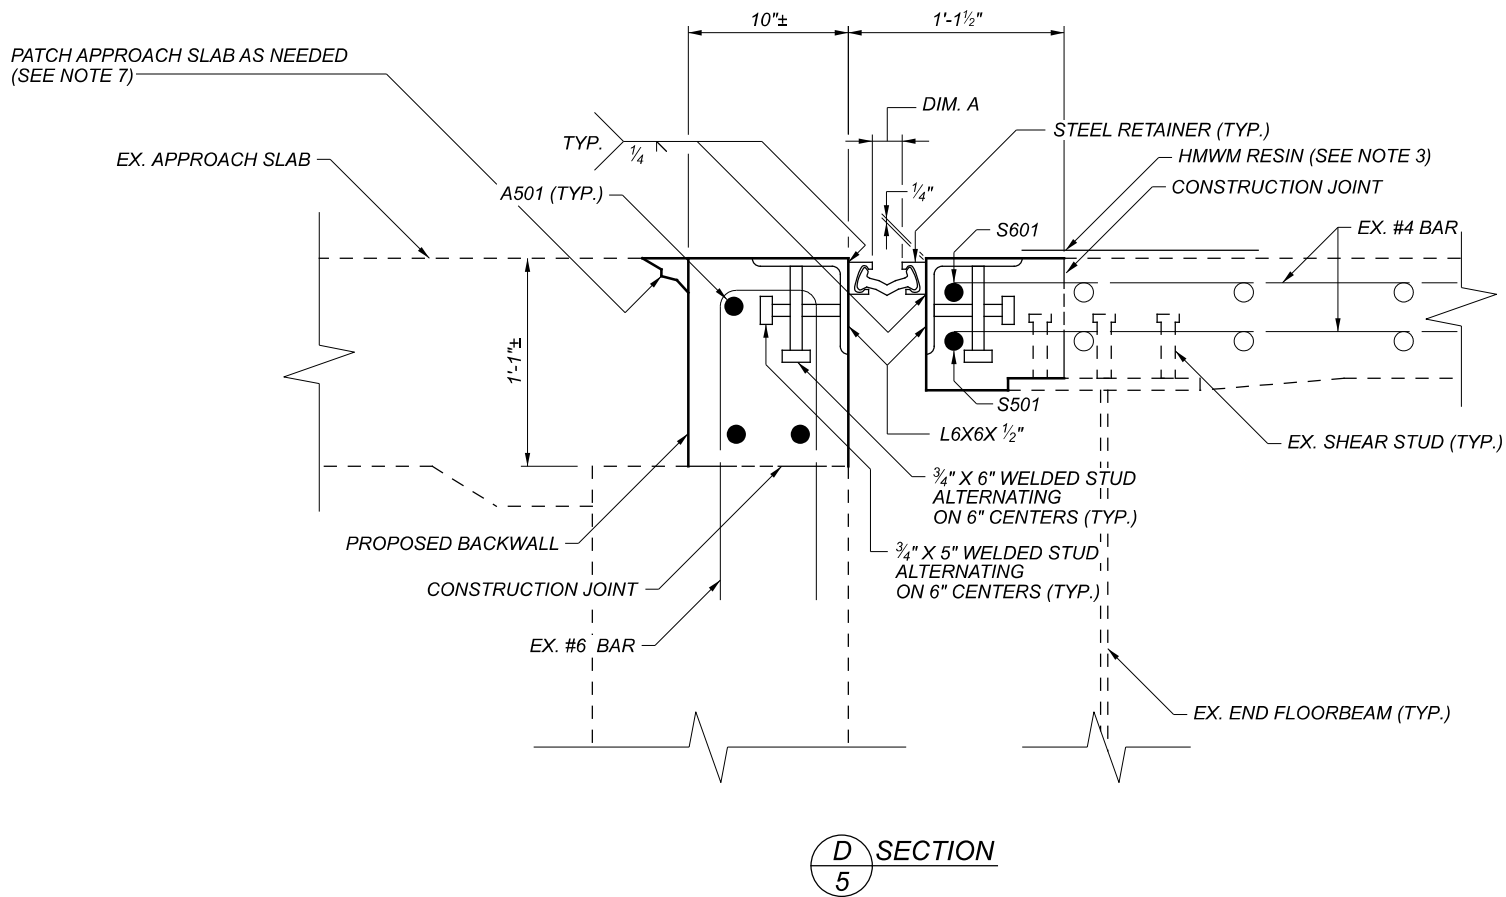 10"±
1'-1½"
PATCH APPROACH SLAB AS NEEDED
(SEE NOTE 7)
DIM. A
TYP.
¼
STEEL RETAINER (TYP.)
EX. APPROACH SLAB
HMWM RESIN (SEE NOTE 3)
CONSTRUCTION JOINT
A501 (TYP.)
¼"
S601
EX. #4 BAR
1'-1"±
S501
L6X6X ½"
EX. SHEAR STUD (TYP.)
¾" X 6" WELDED STUD
ALTERNATING
ON 6" CENTERS (TYP.)
PROPOSED BACKWALL
¾" X 5" WELDED STUD
ALTERNATING
ON 6" CENTERS (TYP.)
CONSTRUCTION JOINT
EX. #6 BAR
EX. END FLOORBEAM (TYP.)
D SECTION
5